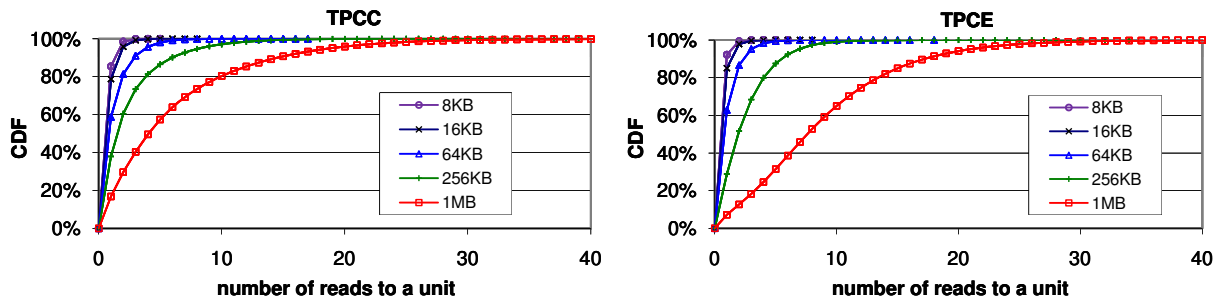 TPCC
100%
80%
60%
40%
20%
0%
CDF
8KB
16KB
64KB
256KB
1MB
0 10 20 30 40
number of reads to a unit
TPCE
100%
80%
60%
40%
20%
0%
CDF
8KB
16KB
64KB
256KB
1MB
0 10 20 30 40
number of reads to a unit